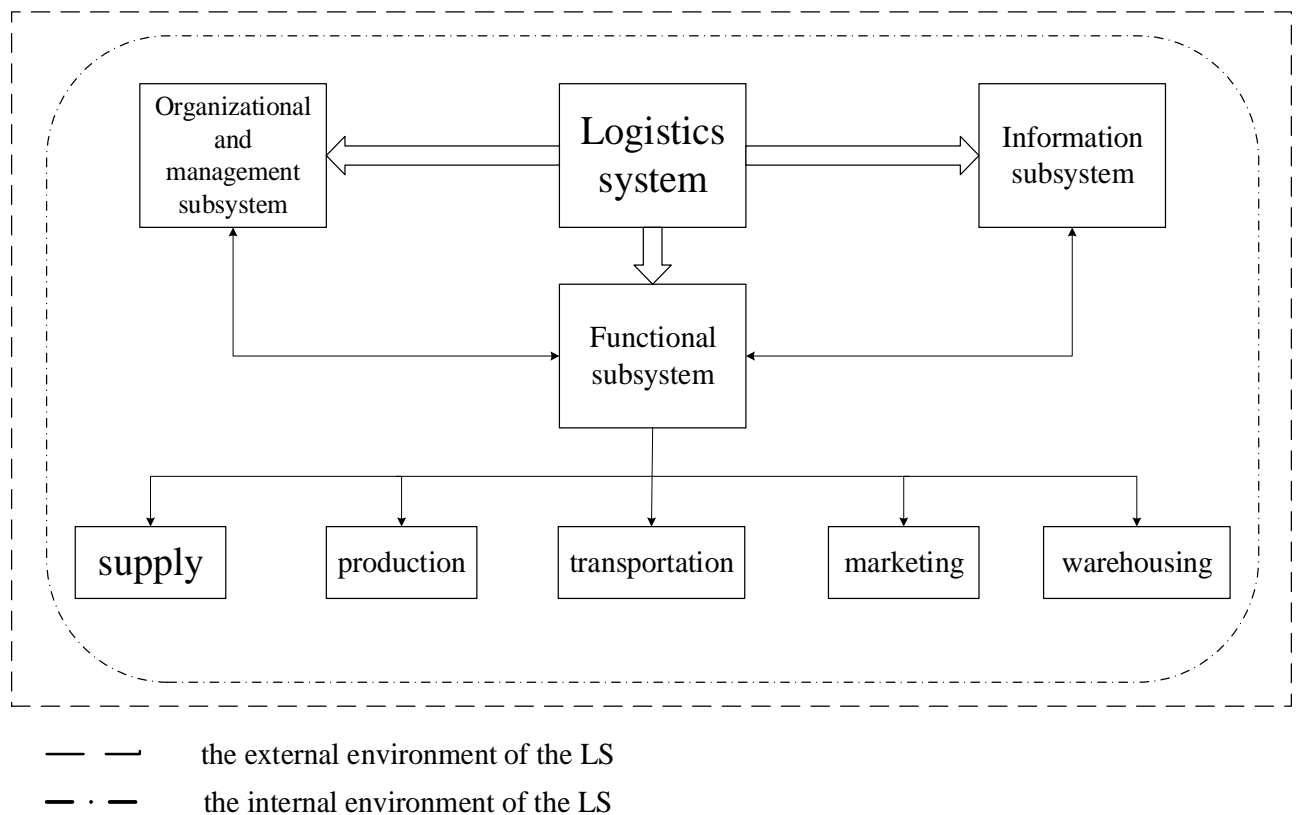 Organizational
and
management
subsystem
Logistics
system
Information
subsystem
Functional
subsystem
supply
production
transportation
marketing
warehousing
the external environment of the LS
the internal environment of the LS